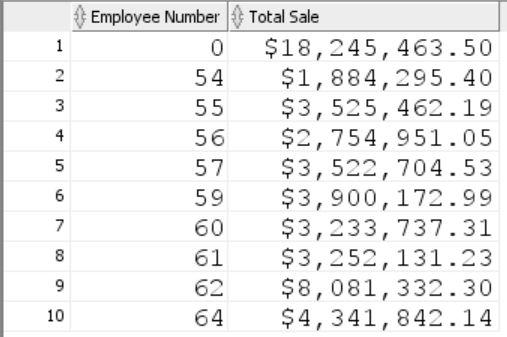 Employee Number Total Sale
1 0 $18,245,463.50
2 54 $1,884,295.40
3 55 $3,525,462.19
4 56 $2,754,951.05
5 57 $3,522,704.53
6 59 $3,900,172.99
7 60 $3,233,737.31
8 61 $3,252,131.23
9 62 $8,081,332.30
10 64 $4,341,842.14